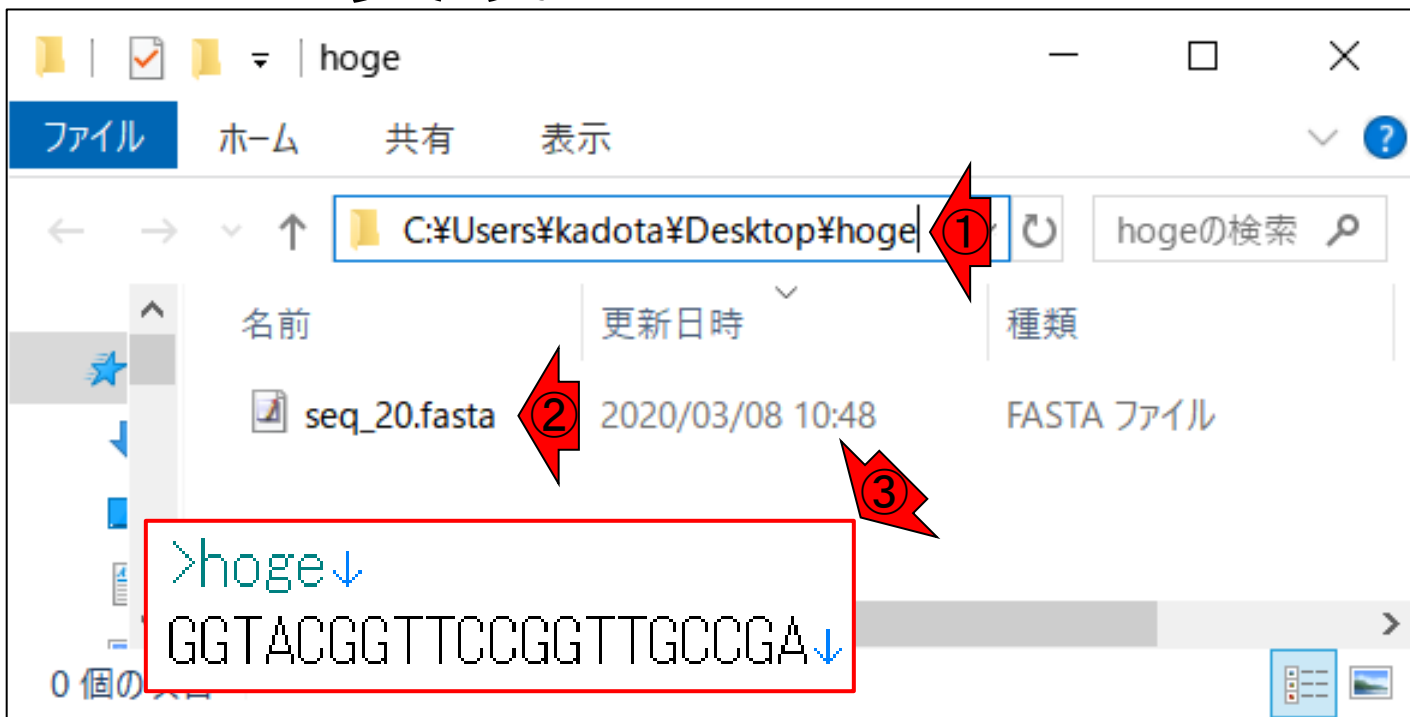 hoge
ファイル ホーム 共有 表示
C:¥Users¥kadota¥Desktop¥hoge ① hogeの検索
名前 更新日時 種類
seq_20.fasta ② 2020/03/08 10:48 FASTA ファイル
③
>hoge↓
GGTACGGTTCCGGTTGCCGA↓
0 個の